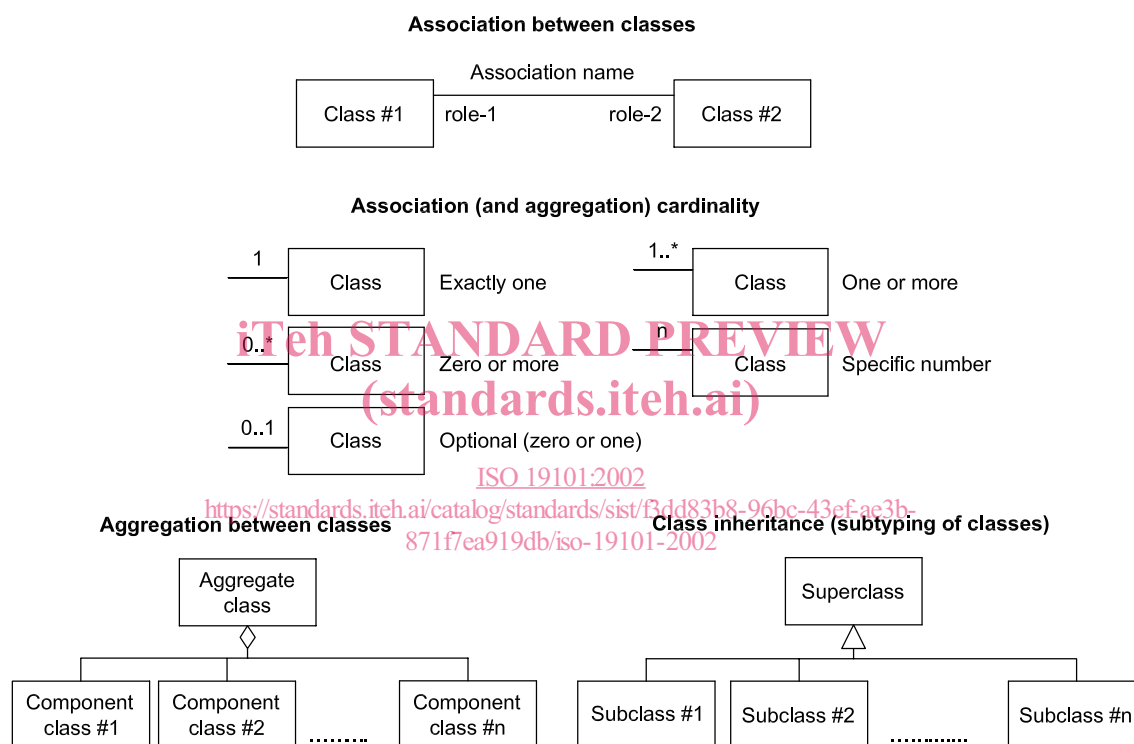 Association between classes
Association name
Class #1
role-1
role-2
Class #2
Association (and aggregation) cardinality
1
Class
Exactly one
1..*
Class
One or more
iTeh STANDARD PREVIEW
0..*
Class
Zero or more
n
Class
Specific number
(standards.iteh.ai)
0..1
Class
Optional (zero or one)
ISO 19101:2002
https://standards.iteh.ai/catalog/standards/sist/f3dd83b8-96bc-43ef-ae3b-
871f7ea919db/iso-19101-2002
Aggregation between classes
Class inheritance (subtyping of classes)
Aggregate
class
Superclass
Component
class #1
Component
class #2
..........
Component
class #n
Subclass #1
Subclass #2
.............
Subclass #n